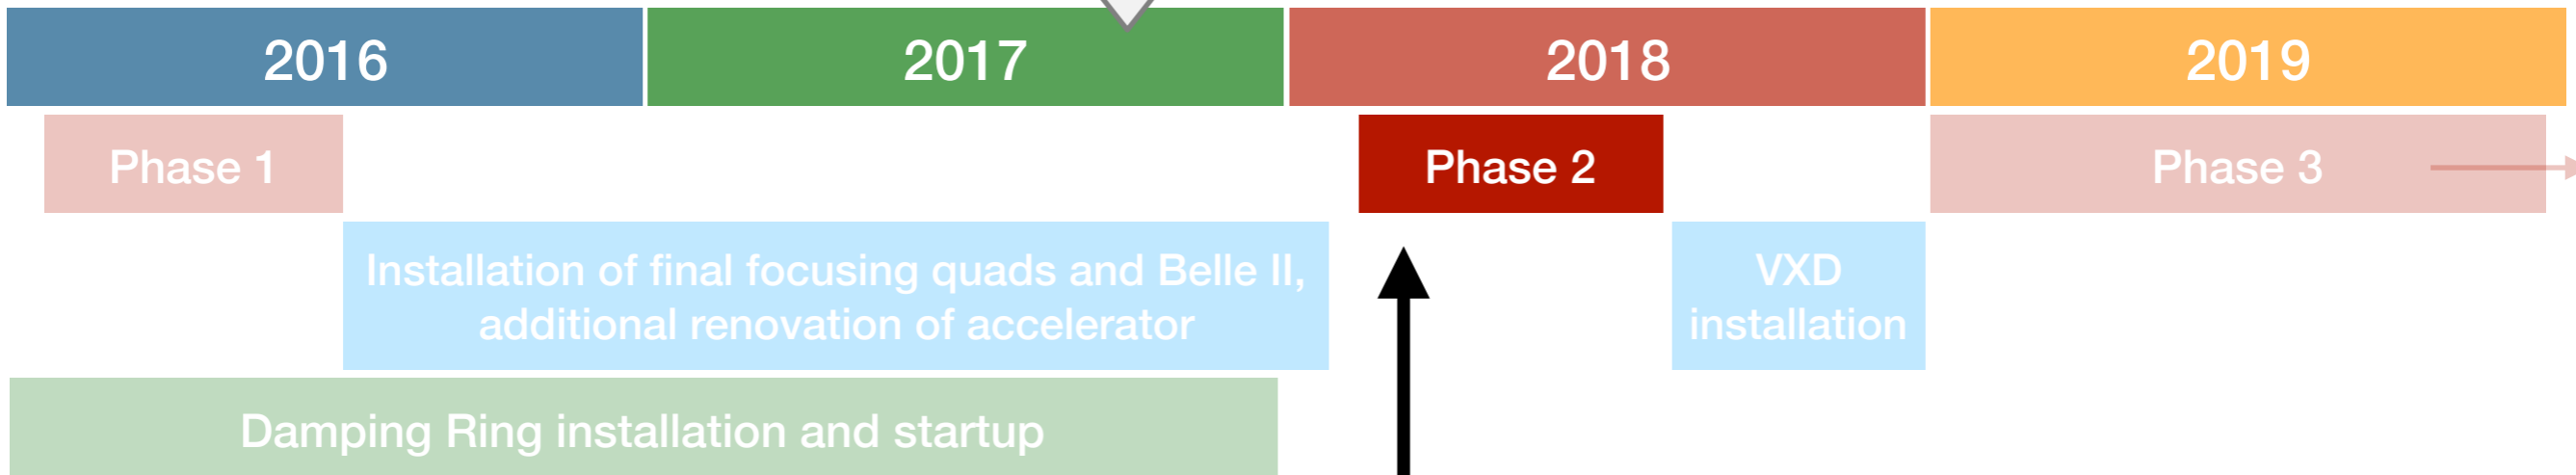 2016
2017
2018
2019
Phase 1
Phase 2
Phase 3
Installation of final focusing quads and Belle II,
additional renovation of accelerator
VXD
installation
Damping Ring installation and startup